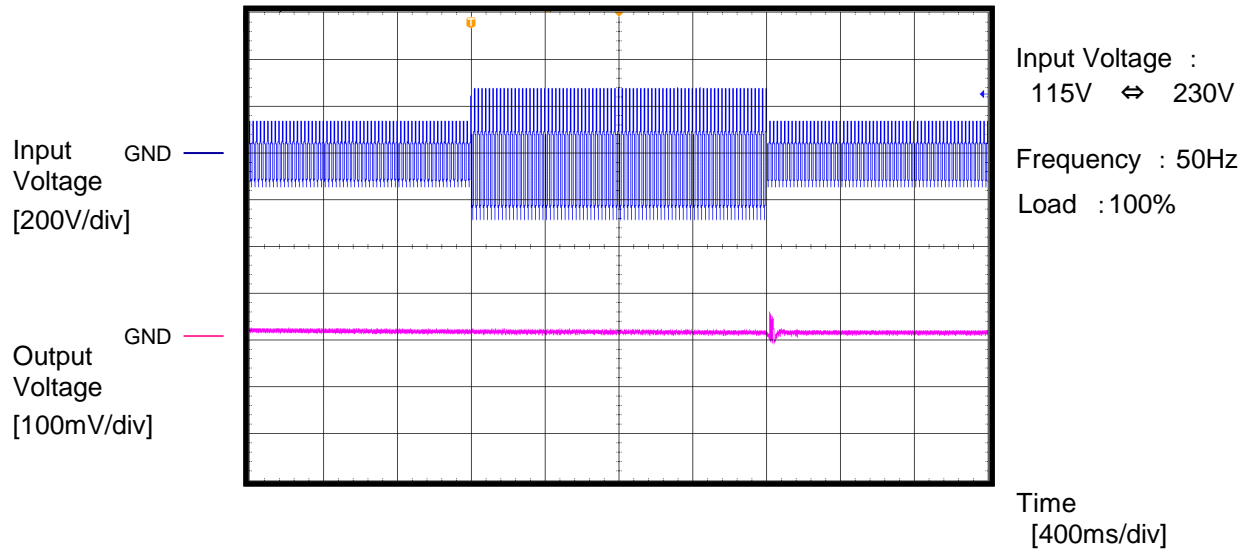 T
Input Voltage :
115V ⇔ 230V
Input
Voltage
[200V/div]
GND
Frequency : 50Hz
Load :100%
GND
Output
Voltage
[100mV/div]
Time
[400ms/div]